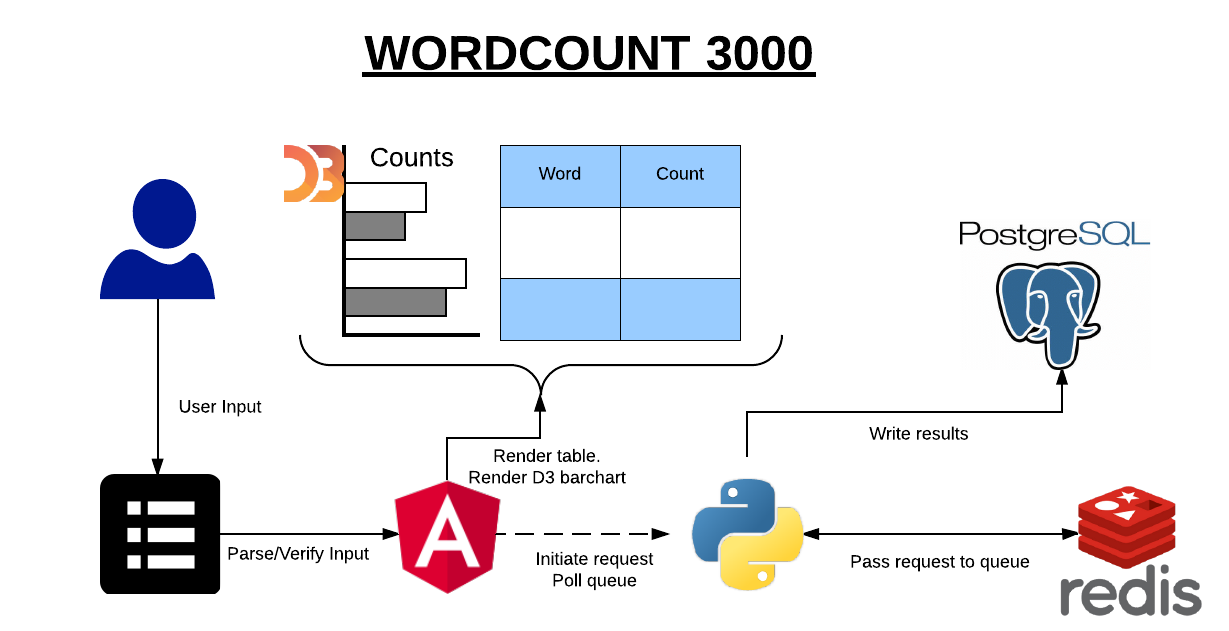 WORDCOUNT 3000
Counts
Word
Count
PostgreSQL
User Input
Write results
Render table.
Render D3 barchart
Parse/Verify Input
Initiate request
Poll queue
Pass request to queue
redis